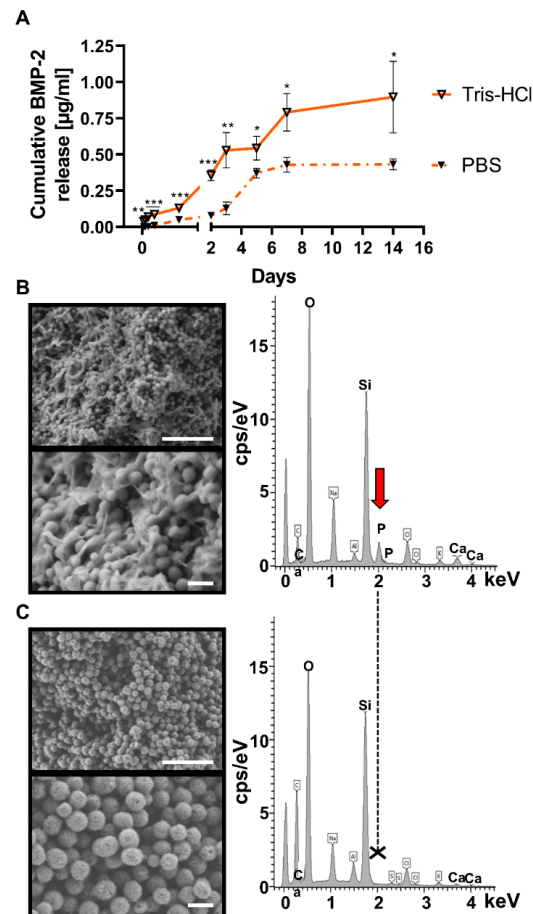 A
Cumulative BMP-2
release [µg/ml]
1.25
1.00
0.75
0.50
0.25
0.00
**
***
***
***
**
*
*
*
0
2
4
6
8
10
12
14
16
Days
Tris-HCl
PBS
B
cps/eV
15
10
5
0
O
Si
P
P
C
Ca
Na
Al
Cl
Cl
K
Ca
Ca
0 1 2 3 4 keV
C
cps/eV
15
10
5
0
O
Si
C
Ca
Na
Al
S
S
Cl
Cl
K
Ca
Ca
0 1 2 3 4 keV